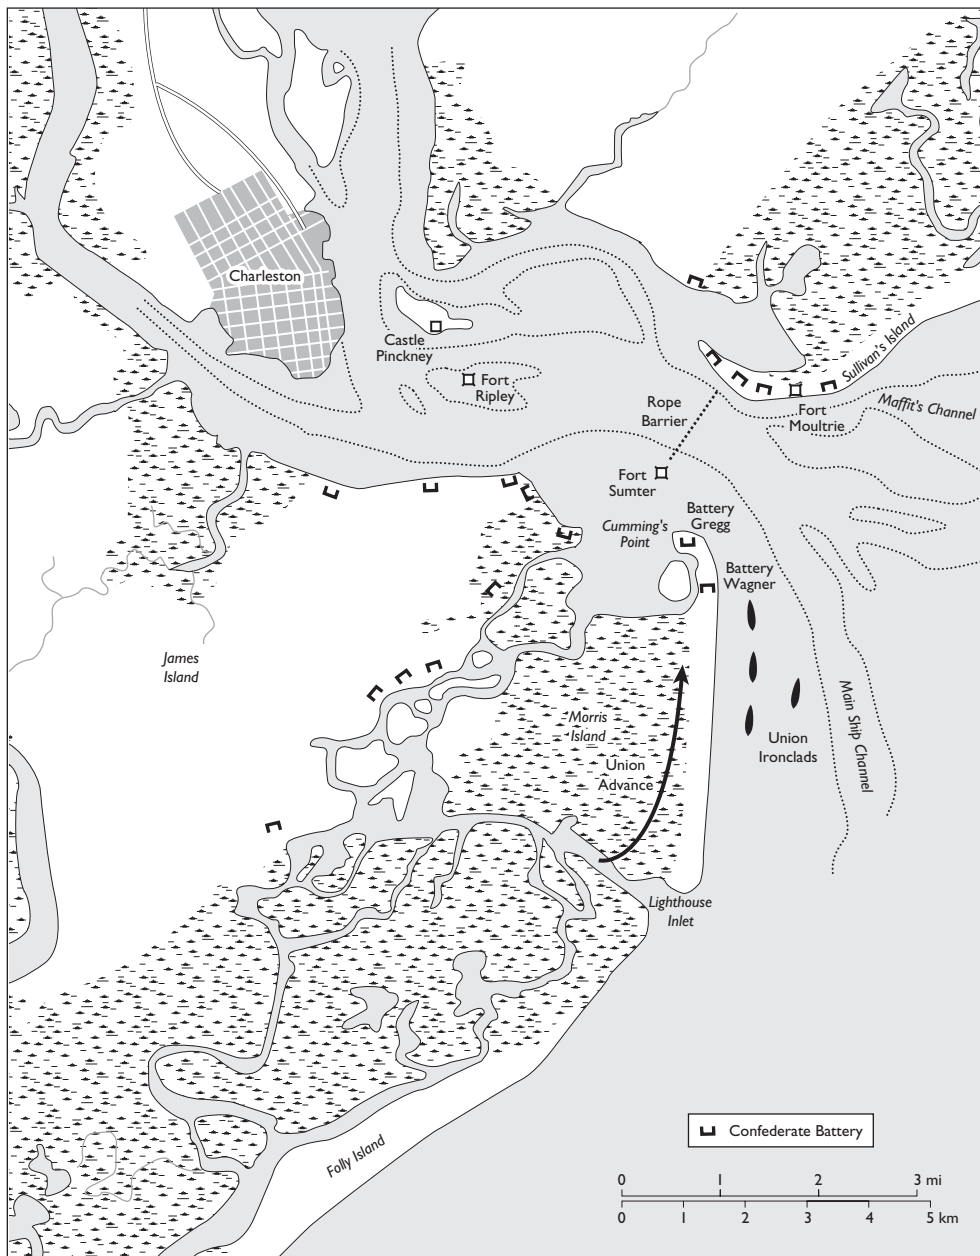 Charleston
Castle
Pinckney
Fort
Ripley
Sullivan's Island
Maffit's Channel
Rope
Barrier
Fort
Moultrie
Fort
Sumter
Battery
Gregg
Cumming's
Point
Battery
Wagner
James
Island
Morris
Island
Union
Advance
Union
Ironclads
Main Ship Channel
Lighthouse
Inlet
Folly Island
Confederate Battery
0 1 2 3 mi
0 1 2 3 4 5 km